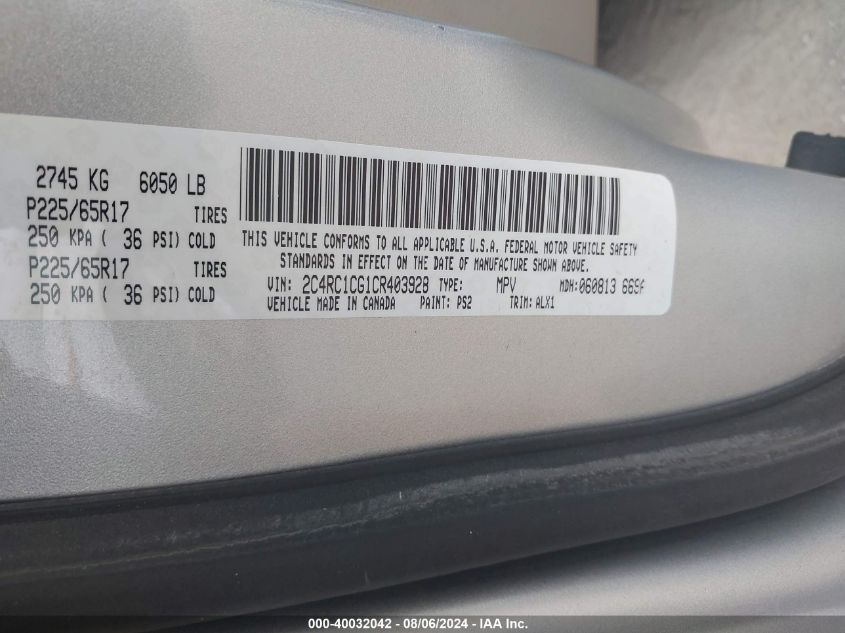 2745 KG 6050 LB
P225/65R17 TIRES
250 KPA ( 36 PSI) COLD
P225/65R17 TIRES
250 KPA ( 36 PSI) COLD
THIS VEHICLE CONFORMS TO ALL APPLICABLE U.S.A. FEDERAL MOTOR VEHICLE SAFETY
STANDARDS IN EFFECT ON THE DATE OF MANUFACTURE SHOWN ABOVE.
VIN: 2C4RC1CG1CR403928 TYPE: MPV MDH:060813 669f
VEHICLE MADE IN CANADA PAINT: PS2 TRIM: ALX1
000-40032042 - 08/06/2024 - IAA Inc.